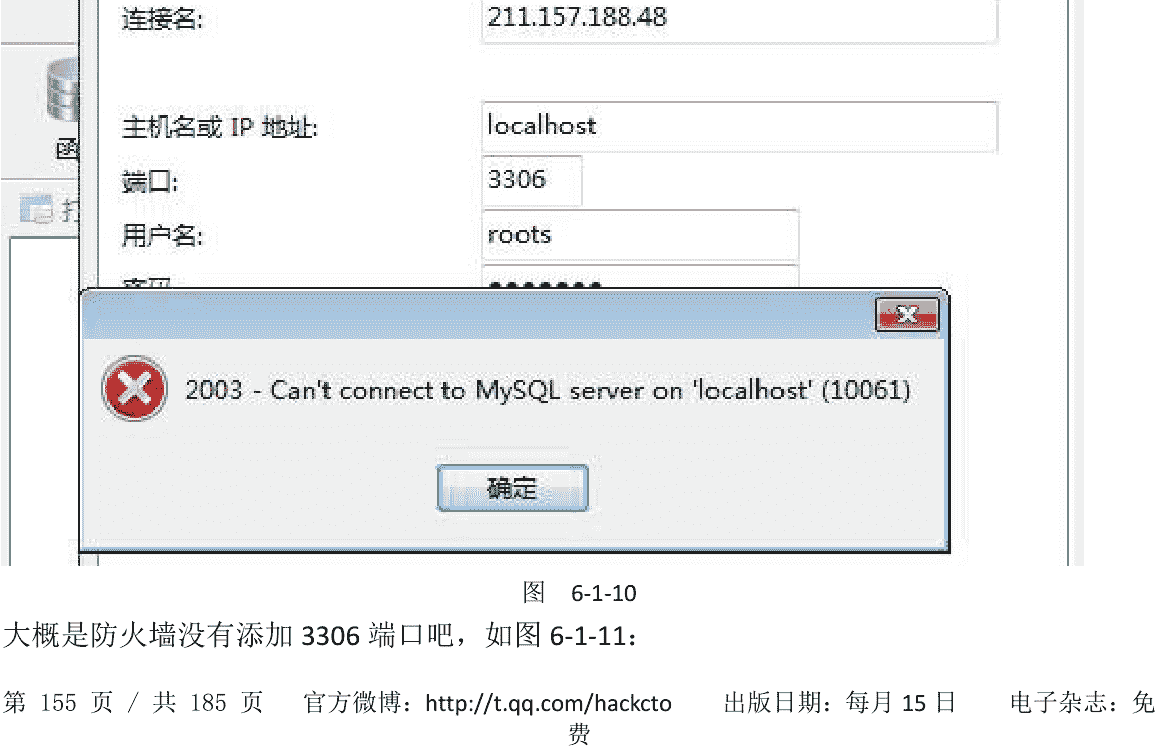 连接名:
211.157.188.48
主机名或 IP 地址:
localhost
函
端口:
3306
打
用户名:
roots
2003 - Can't connect to MySQL server on 'localhost' (10061)
确定
图 6-1-10
大概是防火墙没有添加 3306 端口吧，如图 6-1-11：
第 155 页 / 共 185 页 官方微博：http://t.qq.com/hackcto 出版日期：每月 15 日 电子杂志：免
费